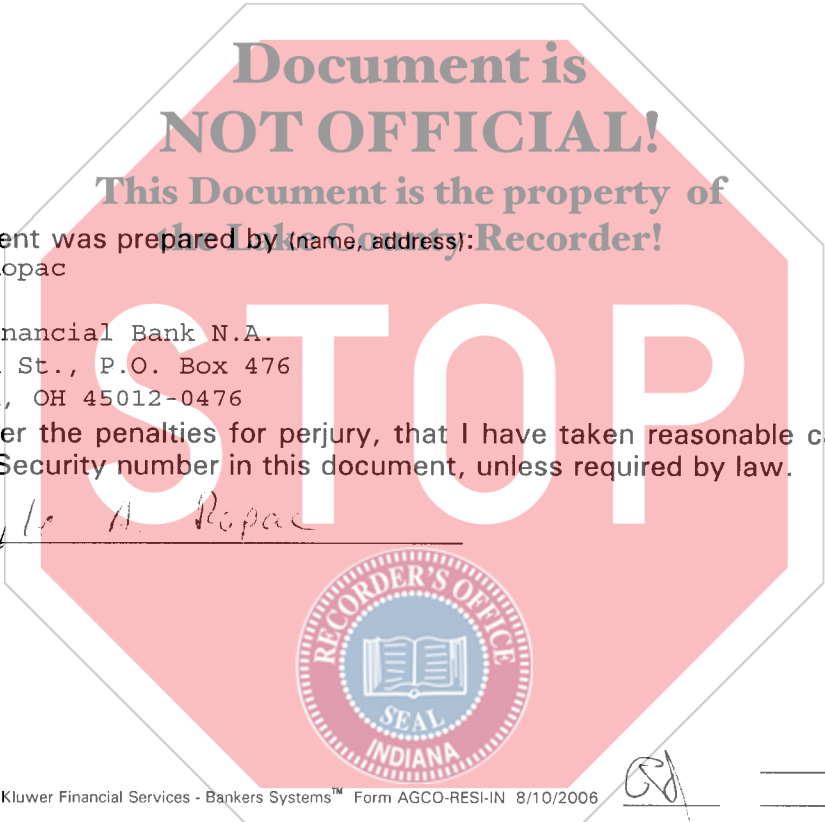 Document is
NOT OFFICIAL!
This Document is the property of
the Lake County Recorder!
ent was prepared by (name, address):
opac
nancial Bank N.A.
St., P.O. Box 476
, OH 45012-0476
er the penalties for perjury, that I have taken reasonable c
Security number in this document, unless required by law.
STOP
A. Ropac
RECORDER'S OFFICE
SEAL
INDIANA
Kluwer Financial Services - Bankers Systems™ Form AGCO-RESI-IN 8/10/2006